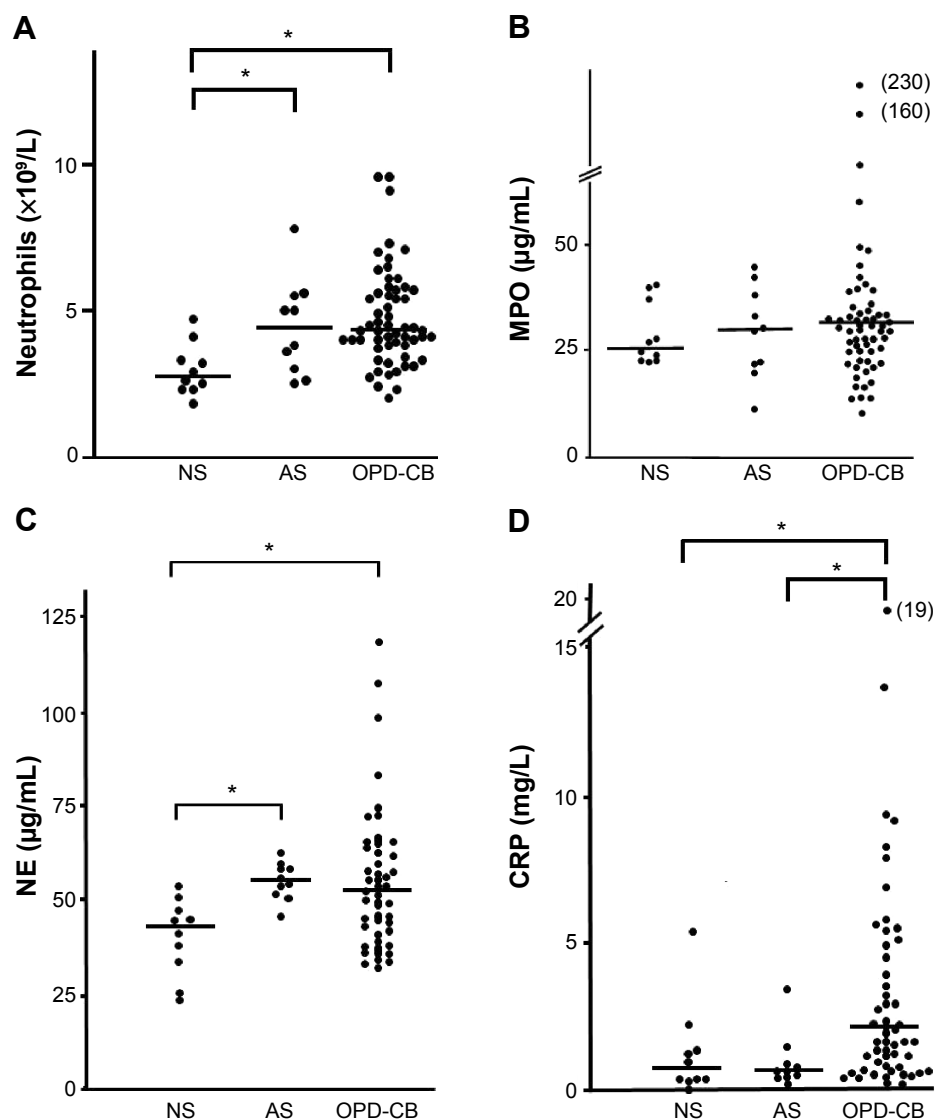 A
*
*
Neutrophils (×10⁹/L)
10
5
0
NS AS OPD-CB
B
(230)
(160)
MPO (µg/mL)
50
25
0
NS AS OPD-CB
C
*
*
NE (µg/mL)
125
100
75
50
25
0
NS AS OPD-CB
D
*
*
(19)
CRP (mg/L)
20
15
10
5
0
NS AS OPD-CB